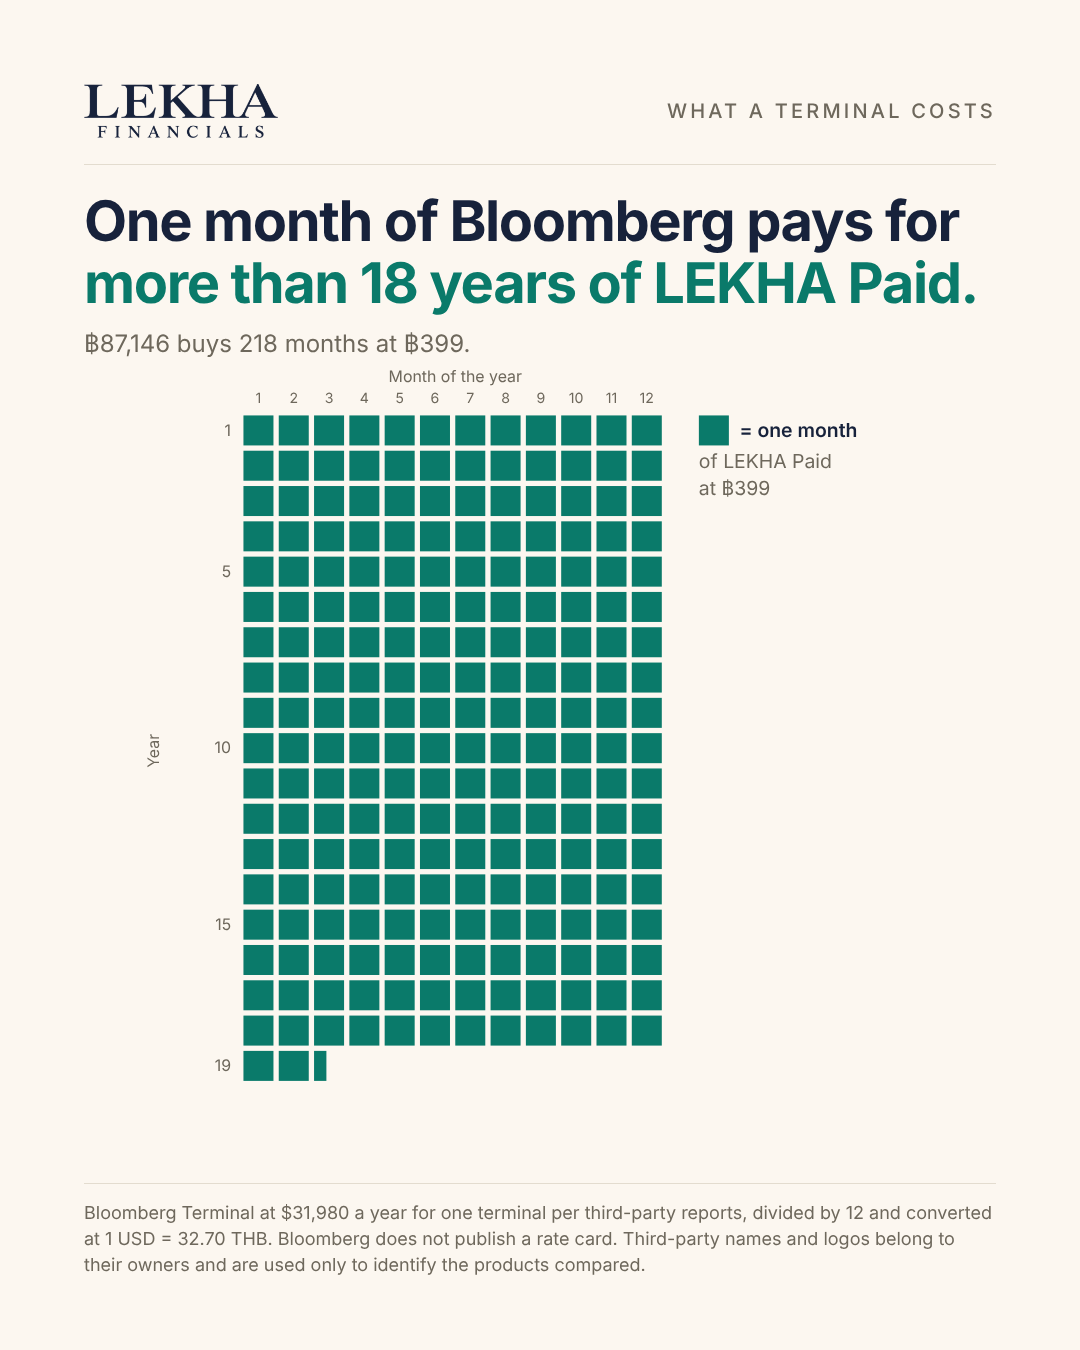 LEKHA
FINANCIALS
WHAT A TERMINAL COSTS
One month of Bloomberg pays for
more than 18 years of LEKHA Paid.
฿87,146 buys 218 months at ฿399.
Month of the year
1 2 3 4 5 6 7 8 9 10 11 12
1
= one month
of LEKHA Paid
at ฿399
5
10
Year
15
19
Bloomberg Terminal at $31,980 a year for one terminal per third-party reports, divided by 12 and converted
at 1 USD = 32.70 THB. Bloomberg does not publish a rate card. Third-party names and logos belong to
their owners and are used only to identify the products compared.